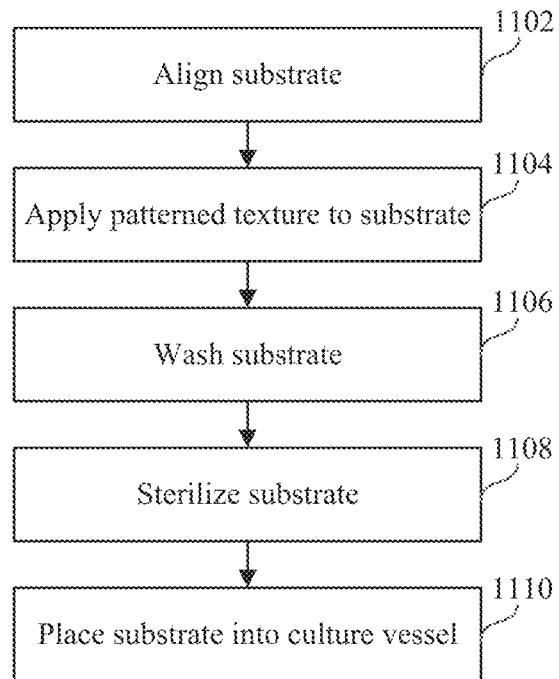 1102
Align substrate
1104
Apply patterned texture to substrate
1106
Wash substrate
1108
Sterilize substrate
1110
Place substrate into culture vessel